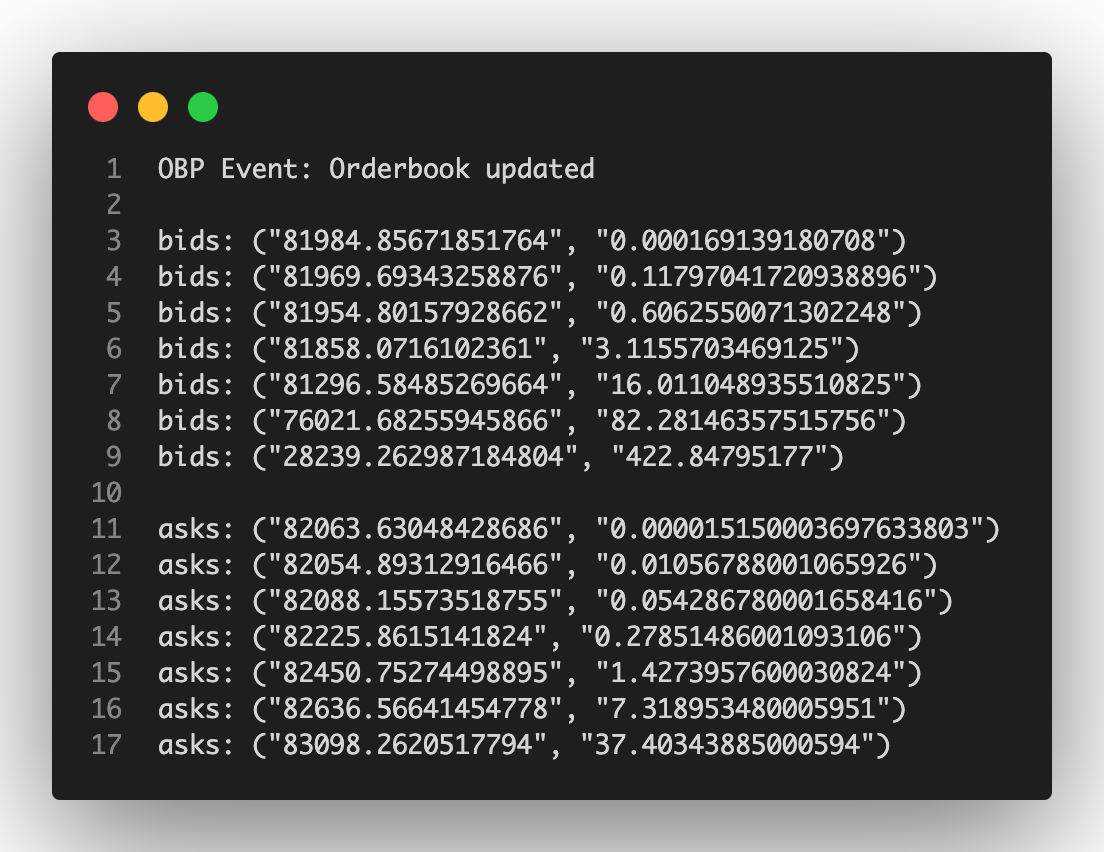 1 OBP Event: Orderbook updated
2
3 bids: ("81984.85671851764", "0.000169139180708")
4 bids: ("81969.69343258876", "0.11797041720938896")
5 bids: ("81954.80157928662", "0.6062550071302248")
6 bids: ("81858.0716102361", "3.1155703469125")
7 bids: ("81296.58485269664", "16.011048935510825")
8 bids: ("76021.68255945866", "82.28146357515756")
9 bids: ("28239.262987184804", "422.84795177")
10
11 asks: ("82063.63048428686", "0.000015150003697633803")
12 asks: ("82054.89312916466", "0.01056788001065926")
13 asks: ("82088.15573518755", "0.054286780001658416")
14 asks: ("82225.8615141824", "0.27851486001093106")
15 asks: ("82450.75274498895", "1.4273957600030824")
16 asks: ("82636.56641454778", "7.318953480005951")
17 asks: ("83098.2620517794", "37.40343885000594")